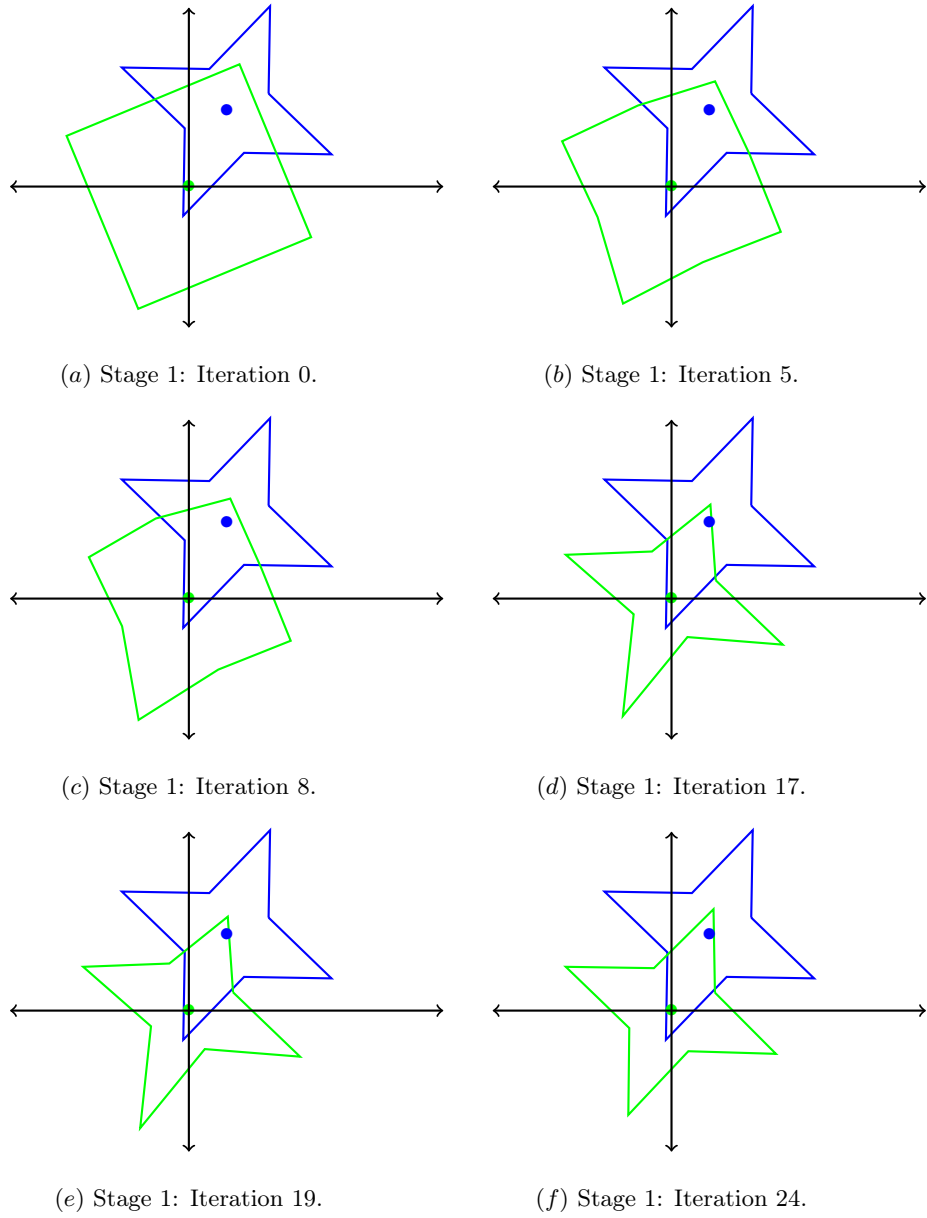 (a) Stage 1: Iteration 0.
(b) Stage 1: Iteration 5.
(c) Stage 1: Iteration 8.
(d) Stage 1: Iteration 17.
(e) Stage 1: Iteration 19.
(f) Stage 1: Iteration 24.